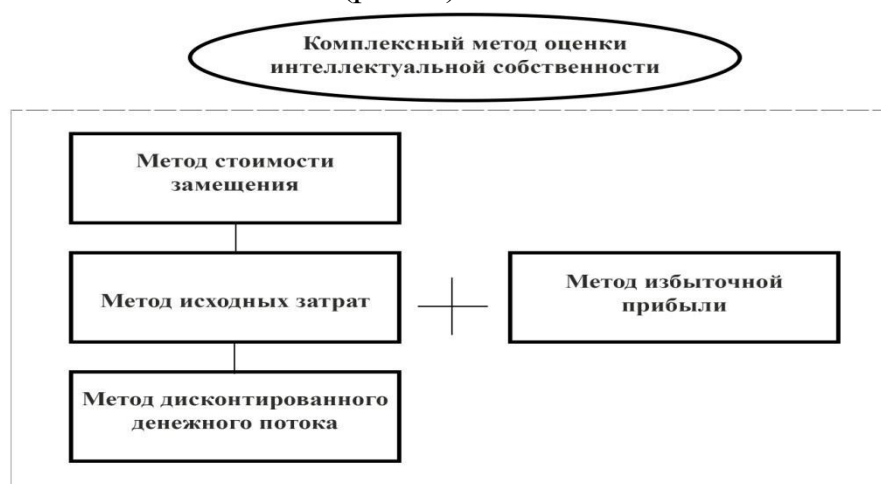 Комплексный метод оценки
интеллектуальной собственности
Метод стоимости
замещения
Метод исходных затрат
Метод избыточной
прибыли
Метод дисконтированного
денежного потока